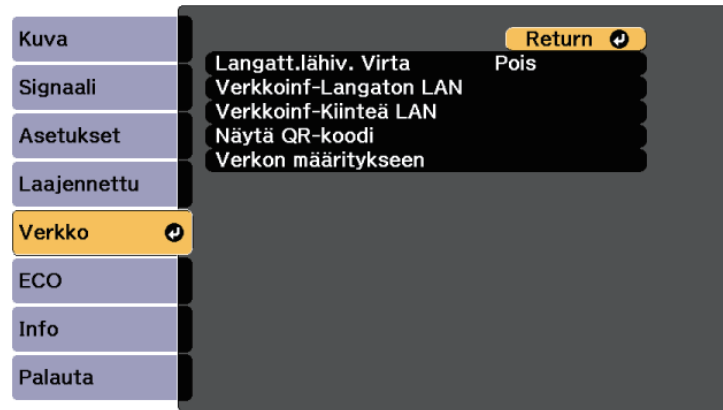 Kuva
Signaali
Asetukset
Laajennettu
Verkko
ECO
Info
Palauta
Return
Langatt.lähiv. Virta Pois
Verkkoinf-Langaton LAN
Verkkoinf-Kiinteä LAN
Näytä QR-koodi
Verkon määritykseen